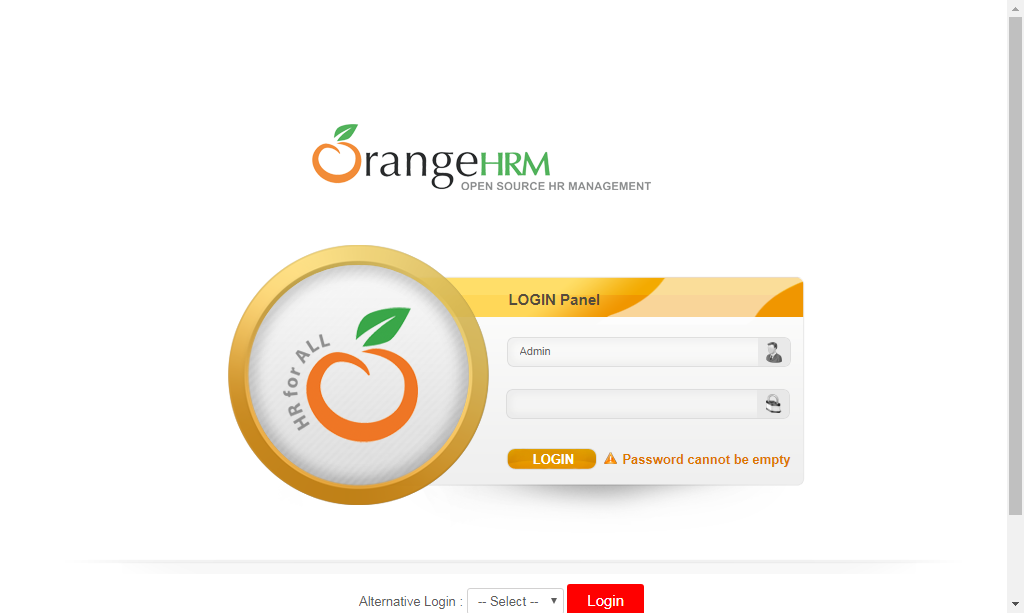 OrangeHRM
OPEN SOURCE HR MANAGEMENT
HR for ALL
LOGIN Panel
Admin
LOGIN Password cannot be empty
Alternative Login : -- Select -- Login